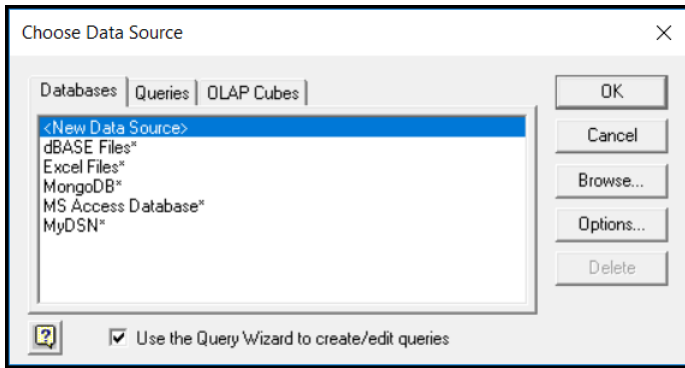 Choose Data Source
Databases Queries OLAP Cubes
<New Data Source>
dBASE Files*
Excel Files*
MongoDB*
MS Access Database*
MyDSN*
OK
Cancel
Browse...
Options...
Delete
Use the Query Wizard to create/edit queries